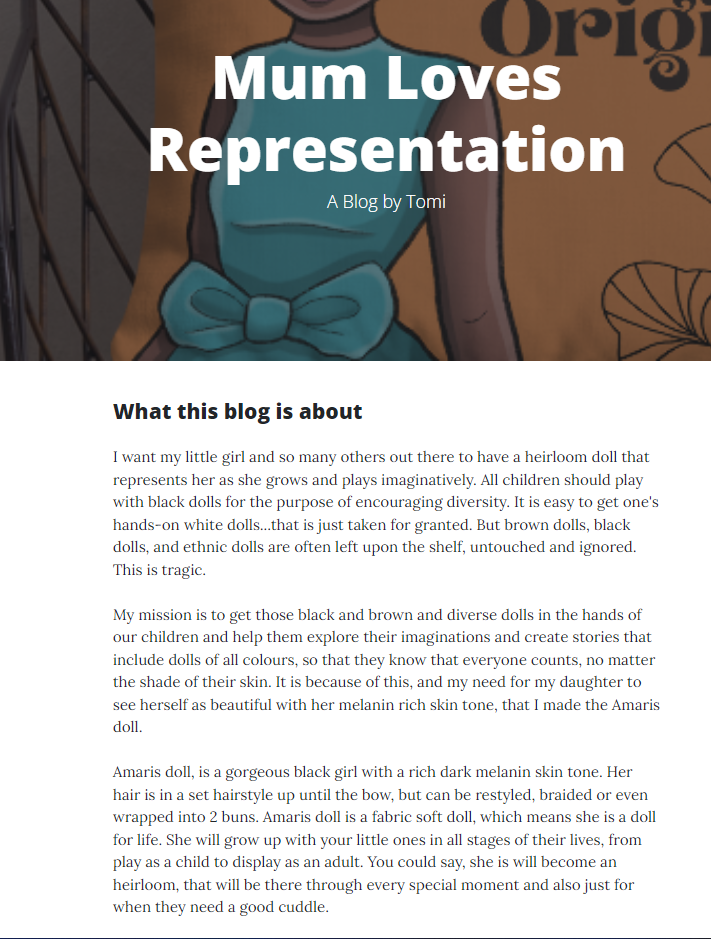 Mum Loves
Representation
A Blog by Tomi
What this blog is about
I want my little girl and so many others out there to have a heirloom doll that
represents her as she grows and plays imaginatively. All children should play
with black dolls for the purpose of encouraging diversity. It is easy to get one's
hands-on white dolls...that is just taken for granted. But brown dolls, black
dolls, and ethnic dolls are often left upon the shelf, untouched and ignored.
This is tragic.
My mission is to get those black and brown and diverse dolls in the hands of
our children and help them explore their imaginations and create stories that
include dolls of all colours, so that they know that everyone counts, no matter
the shade of their skin. It is because of this, and my need for my daughter to
see herself as beautiful with her melanin rich skin tone, that I made the Amaris
doll.
Amaris doll, is a gorgeous black girl with a rich dark melanin skin tone. Her
hair is in a set hairstyle up until the bow, but can be restyled, braided or even
wrapped into 2 buns. Amaris doll is a fabric soft doll, which means she is a doll
for life. She will grow up with your little ones in all stages of their lives, from
play as a child to display as an adult. You could say, she is will become an
heirloom, that will be there through every special moment and also just for
when they need a good cuddle.